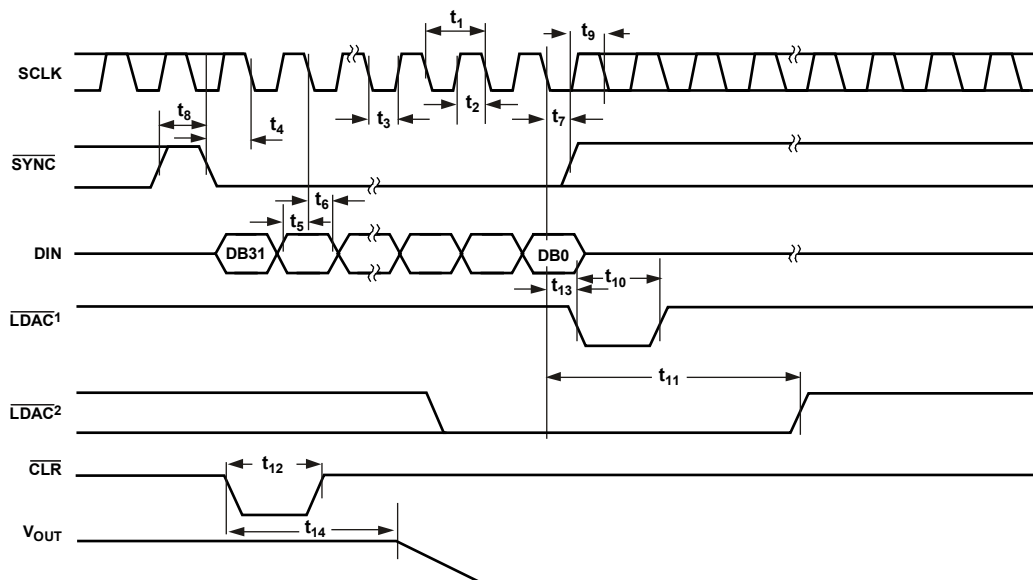 t1
t9
SCLK
t8
t4
t3
t2
t7
SYNC
t6
t5
DIN
DB31
DB0
t13
t10
LDAC1
t11
LDAC2
CLR
t12
t14
VOUT